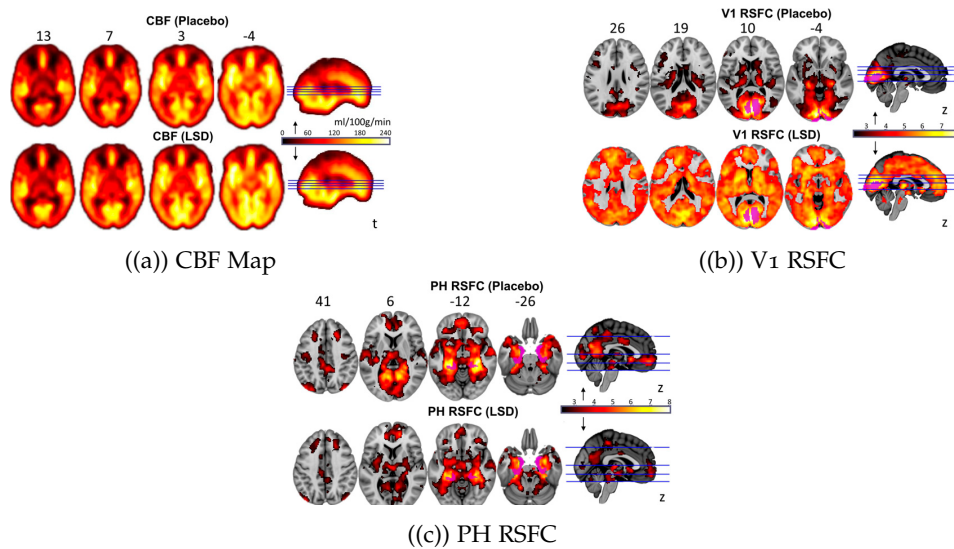 CBF (Placebo)
13 7 3 -4
ml/100g/min
0 60 120 180 240
CBF (LSD)
t
((a)) CBF Map
V1 RSFC (Placebo)
26 19 10 -4
z
3 4 5 6 7
V1 RSFC (LSD)
z
((b)) V1 RSFC
PH RSFC (Placebo)
41 6 -12 -26
z
3 4 5 6 7 8
PH RSFC (LSD)
z
((c)) PH RSFC